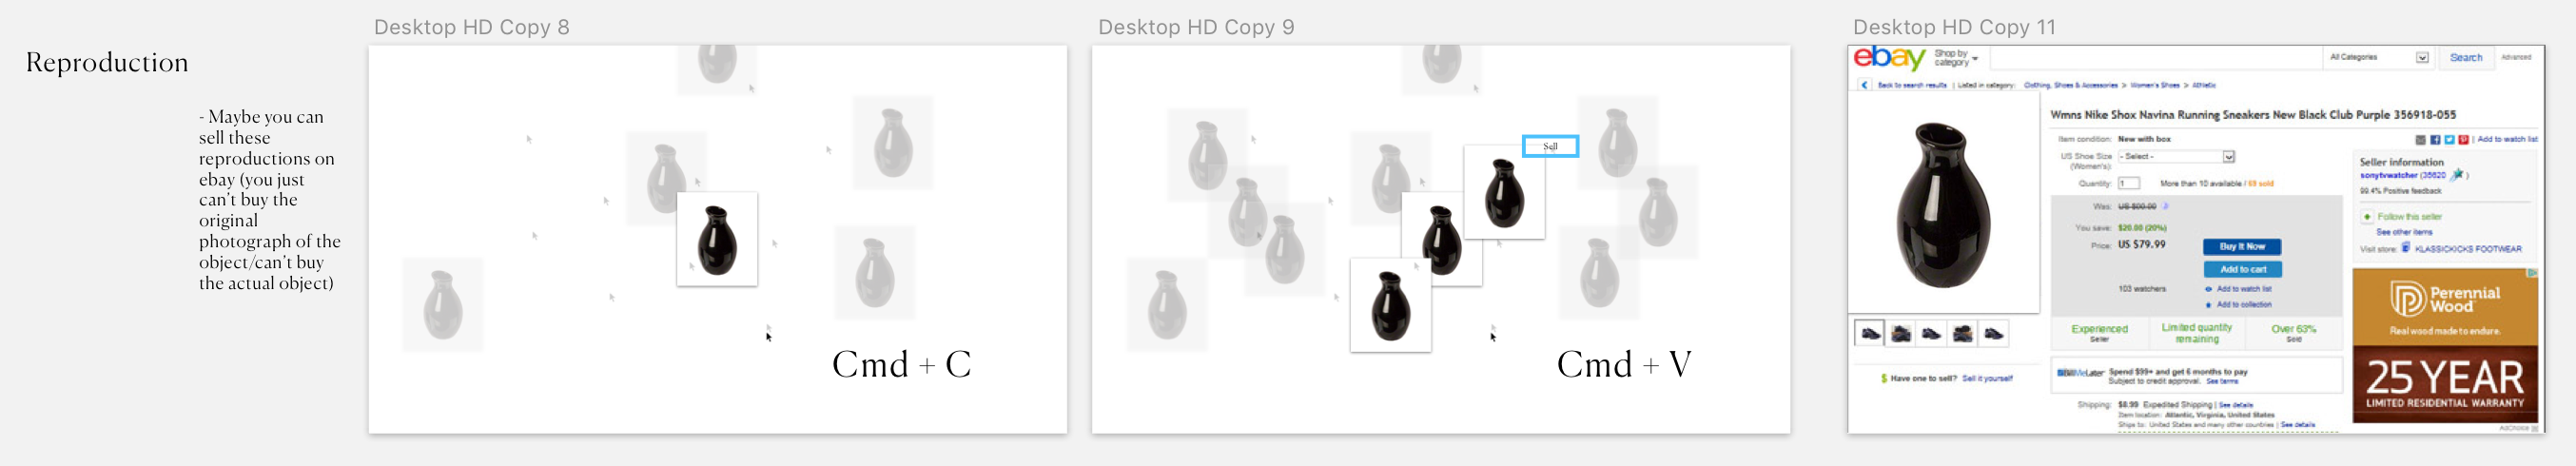 Desktop HD Copy 8
Desktop HD Copy 9
Desktop HD Copy 11
Reproduction
- Maybe you can
sell these
reproductions on
ebay (you just
can't buy the
original
photograph of the
object/can't buy
the actual object)
Cmd + C
Sell
Cmd + V
ebay
Shop by
category
All Categories
Search
Advanced
Back to search results | Listed in category: Clothing, Shoes & Accessories > Women's Shoes > Athletic
Wmns Nike Shox Navina Running Sneakers New Black Club Purple 356918-055
Item condition: New with box
Add to watch list
US Shoe Size
(Women's):
- Select -
Quantity: 1
More than 10 available / 63 sold
Was:
You save: $20.00 (20%)
Price: US $79.99
Buy It Now
Add to cart
103 watchers
Add to watch list
Add to collection
Experienced
Seller
Limited quantity
remaining
Over 63%
Sold
Spend $99+ and get 6 months to pay
Subject to credit approval. See terms
Shipping: $8.99 Expedited Shipping | See details
Item location: Atlantic, Virginia, United States
Ships to: United States and many other countries | See details
$ Have one to sell? Sell it yourself
Seller information
sonytvwatcher (35620)
99.4% Positive feedback
Follow this seller
See other items
Visit store: KLASSICKICKS FOOTWEAR
Perennial
Wood
Real wood made to endure.
25 YEAR
LIMITED RESIDENTIAL WARRANTY
AdChoice